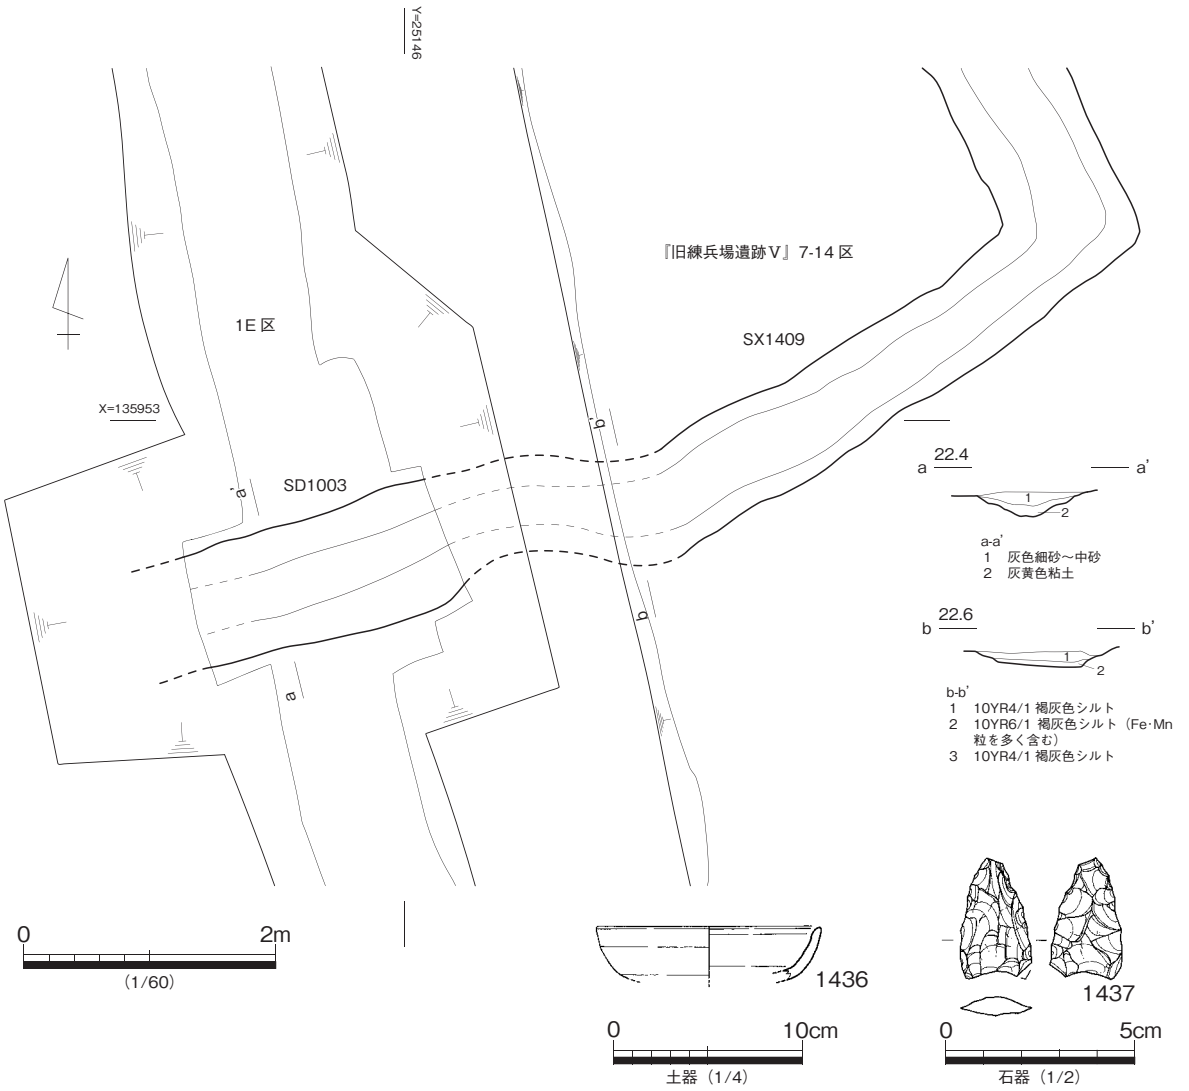 Y=25146
『旧練兵場遺跡Ⅴ』7-14 区
1E 区
SX1409
X=135953
b'
a 22.4 a'
SD1003
a'
1
2
a-a'
1 灰色細砂～中砂
2 灰黄色粘土
b
22.6
b b'
1
2
a
b-b'
1 10YR4/1 褐灰色シルト
2 10YR6/1 褐灰色シルト（Fe･Mn
粒を多く含む）
3 10YR4/1 褐灰色シルト
0 2m
（1/60）
1436
1437
0 10cm
土器（1/4）
0 5cm
石器（1/2）